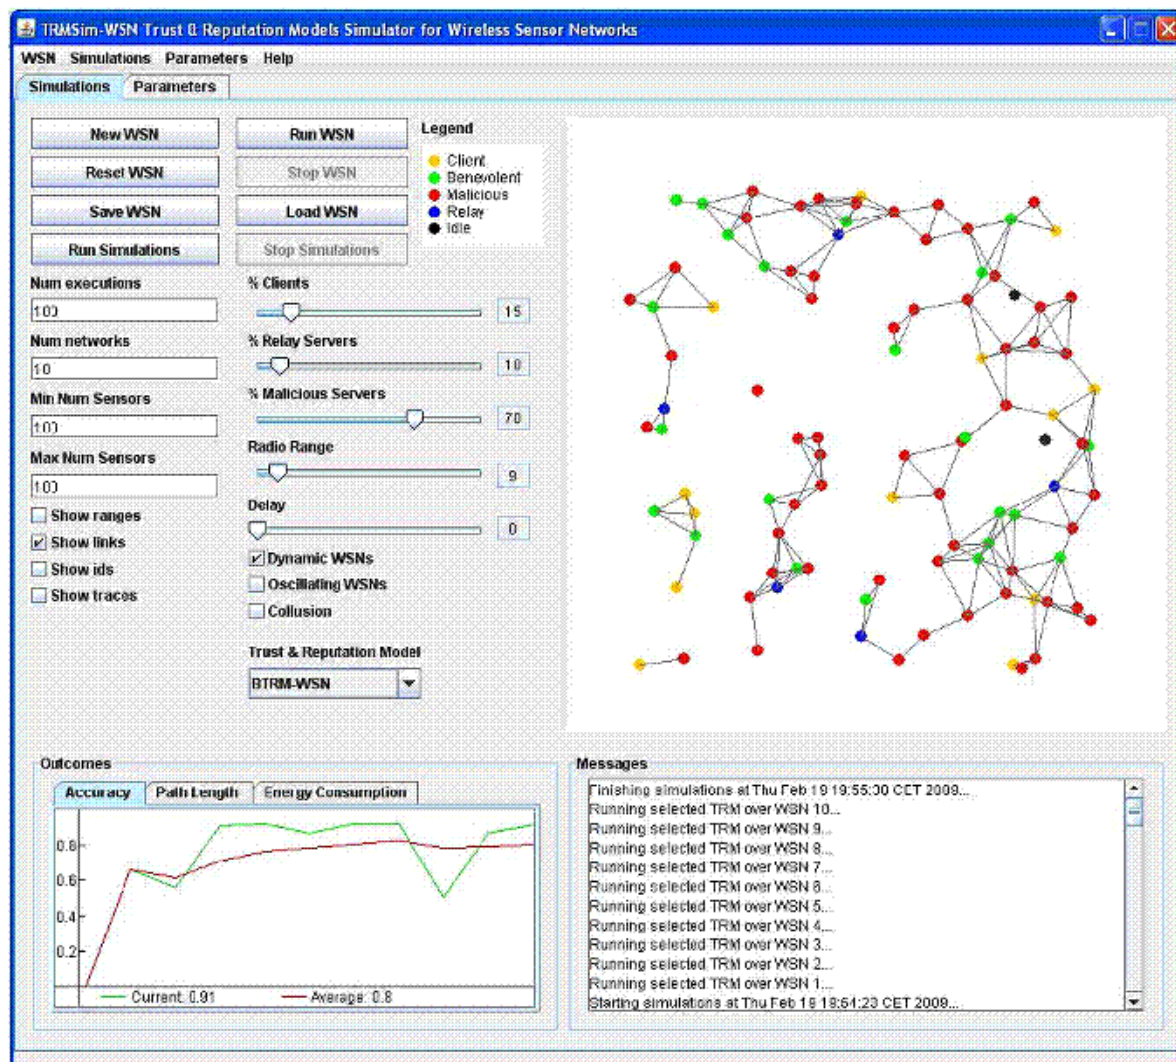 TRMSim-WSN Trust & Reputation Models Simulator for Wireless Sensor Networks
WSN Simulations Parameters Help
Simulations Parameters
New WSN Run WSN
Reset WSN Stop WSN
Save WSN Load WSN
Run Simulations Stop Simulations
Legend
Client
Benevolent
Malicious
Relay
Idle
Num executions
100
Num networks
10
Min Num Sensors
100
Max Num Sensors
100
Show ranges
Show links
Show ids
Show traces
% Clients
15
% Relay Servers
10
% Malicious Servers
70
Radio Range
9
Delay
0
Dynamic WSNs
Oscillating WSNs
Collusion
Trust & Reputation Model
BTRM-WSN
Outcomes
Accuracy Path Length Energy Consumption
0.8
0.6
0.4
0.2
Current: 0.91 Average: 0.8
Messages
Finishing simulations at Thu Feb 19 19:55:00 CET 2009...
Running selected TRM over WSN 10...
Running selected TRM over WSN 9...
Running selected TRM over WSN 8...
Running selected TRM over WSN 7...
Running selected TRM over WSN 6...
Running selected TRM over WSN 5...
Running selected TRM over WSN 4...
Running selected TRM over WSN 3...
Running selected TRM over WSN 2...
Running selected TRM over WSN 1...
Starting simulations at Thu Feb 19 19:54:23 CET 2009...